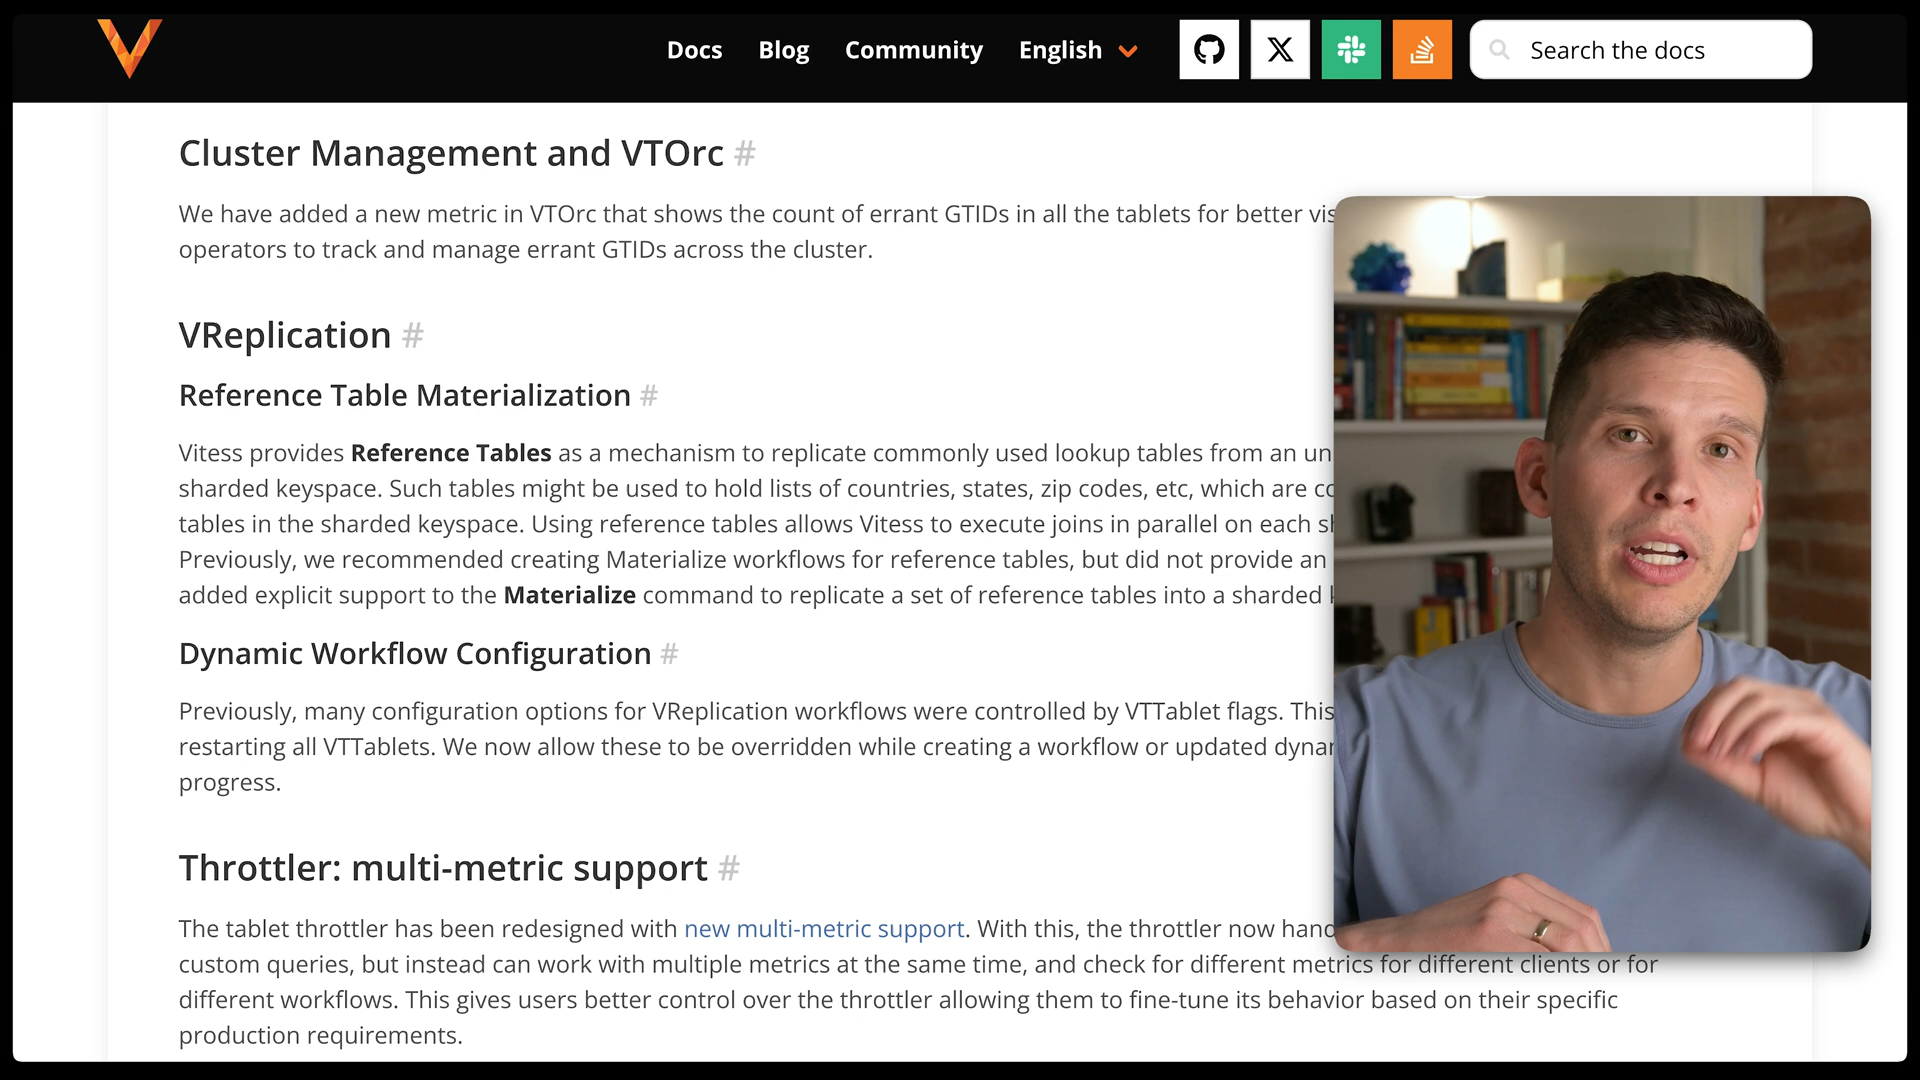 Docs Blog Community English Search the docs
Cluster Management and VTOrc #
We have added a new metric in VTOrc that shows the count of errant GTIDs in all the tablets for better
operators to track and manage errant GTIDs across the cluster.
VReplication #
Reference Table Materialization #
Vitess provides Reference Tables as a mechanism to replicate commonly used lookup tables from an
sharded keyspace. Such tables might be used to hold lists of countries, states, zip codes, etc, which are
tables in the sharded keyspace. Using reference tables allows Vitess to execute joins in parallel on each
Previously, we recommended creating Materialize workflows for reference tables, but did not provide an
added explicit support to the Materialize command to replicate a set of reference tables into a sharded
Dynamic Workflow Configuration #
Previously, many configuration options for VReplication workflows were controlled by VTTablet flags. This
restarting all VTTablets. We now allow these to be overridden while creating a workflow or updated
progress.
Throttler: multi-metric support #
The tablet throttler has been redesigned with new multi-metric support. With this, the throttler now
custom queries, but instead can work with multiple metrics at the same time, and check for different metrics for different clients or for
different workflows. This gives users better control over the throttler allowing them to fine-tune its behavior based on their specific
production requirements.